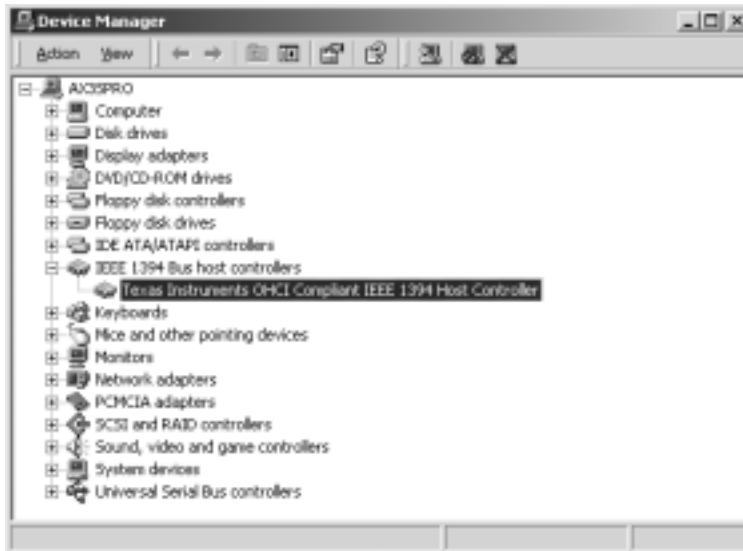 Device Manager
Action View
AXISPRO
Computer
Disk drives
Display adapters
DVD/CD-ROM drives
Floppy disk controllers
Floppy disk drives
IDE ATA/ATAPI controllers
IEEE 1394 Bus host controllers
Texas Instruments OHCI Compliant IEEE 1394 Host Controller
Keyboards
Mice and other pointing devices
Monitors
Network adapters
PCMCIA adapters
SCSI and RAID controllers
Sound, video and game controllers
System devices
Universal Serial Bus controllers